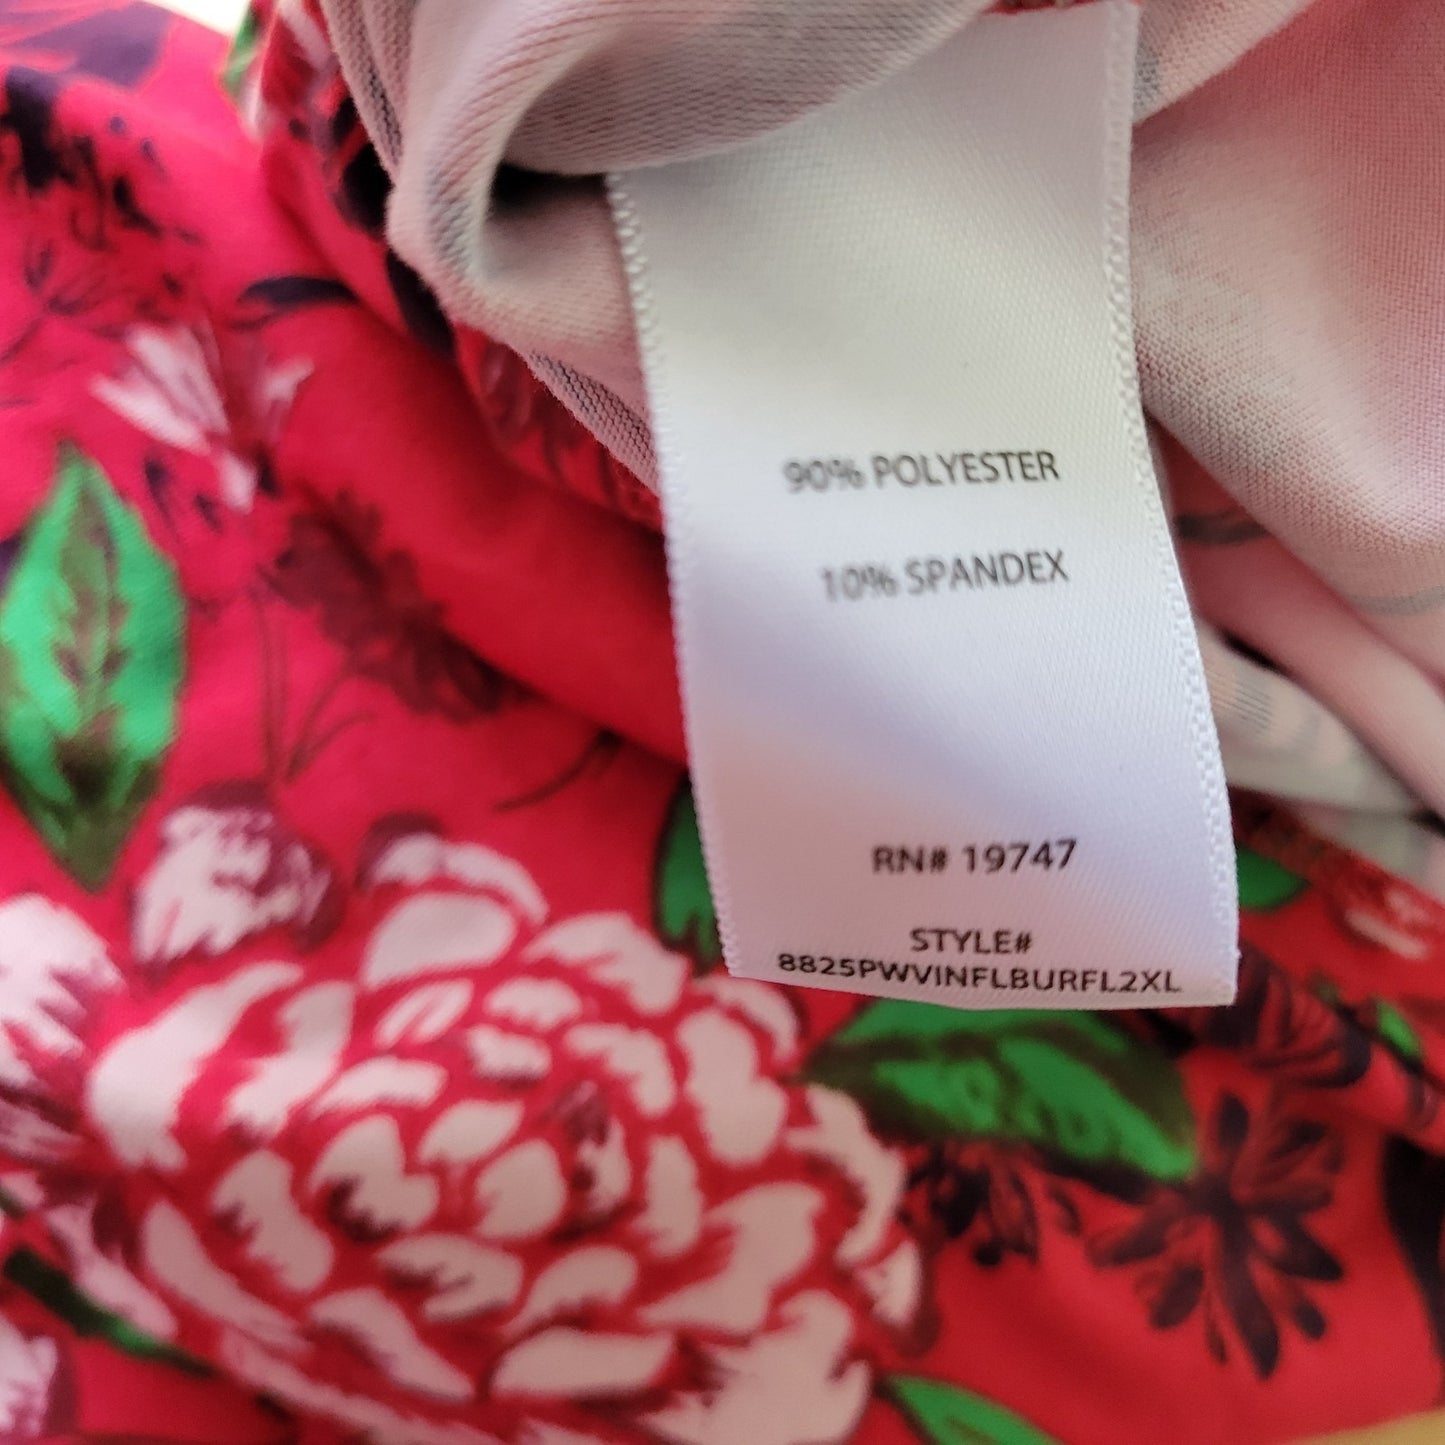 90% POLYESTER
10% SPANDEX
RN# 19747
STYLE#
8825PWVINFLBURFL2XL